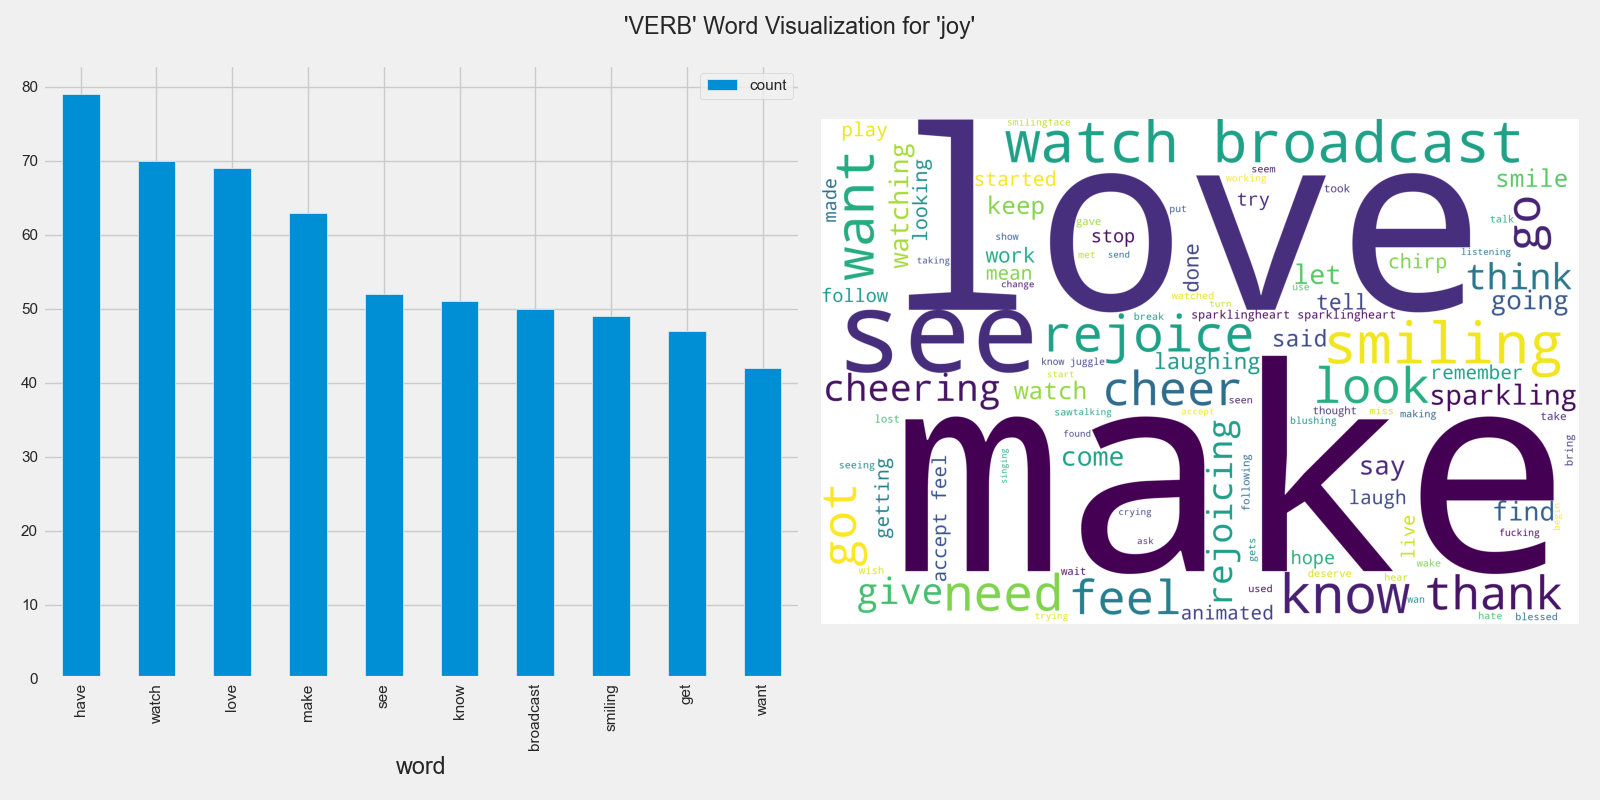 'VERB' Word Visualization for 'joy'
count
80
70
60
50
40
30
20
10
0
have
watch
love
make
see
know
broadcast
smiling
get
want
word
play
smilingface
love
watch broadcast
want
watching
looking
made
started
seem
working
took
smile
keep
try
go
gave
put
talk
show
stop
listening
taking
work
met
send
done
chirp
mean
change
let
think
follow
watched
use
turn
tell
going
see
rejoice
break
sparklingheart sparklingheart
said
smiling
know juggle
laughing
start
look
remember
cheering
watch
cheer
seen
sparkling
lost
sawtalking
accept
thought
miss
making
take
blushing
make
found
come
rejoicing
seeing
singing
following
say
bring
got
getting
accept feel
crying
laugh
find
begin
ask
gets
live
fucking
wish
wait
hope
deserve
hear
wake
give
need
feel
used
know
wan
thank
trying
animated
hate
blessed